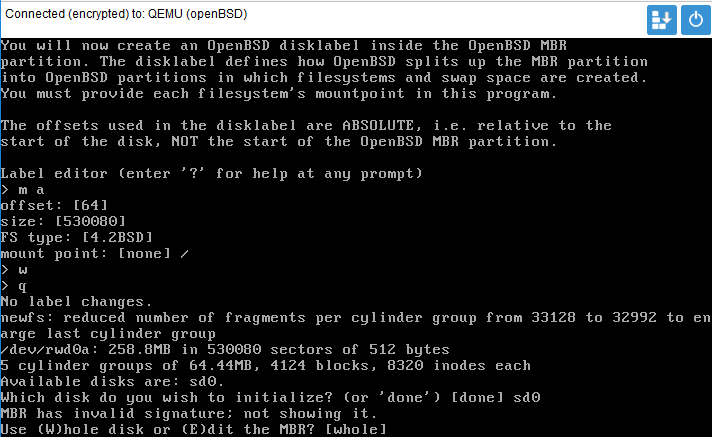 Connected (encrypted) to: QEMU (openBSD)
You will now create an OpenBSD disklabel inside the OpenBSD MBR
partition. The disklabel defines how OpenBSD splits up the MBR partition
into OpenBSD partitions in which filesystems and swap space are created.
You must provide each filesystem's mountpoint in this program.
The offsets used in the disklabel are ABSOLUTE, i.e. relative to the
start of the disk, NOT the start of the OpenBSD MBR partition.
Label editor (enter '?' for help at any prompt)
> m a
offset: [64]
size: [530080]
FS type: [4.2BSD]
mount point: [none] /
> w
> q
No label changes.
newfs: reduced number of fragments per cylinder group from 33128 to 32992 to en
arge last cylinder group
/dev/rwd0a: 258.8MB in 530080 sectors of 512 bytes
5 cylinder groups of 64.44MB, 4124 blocks, 8320 inodes each
Available disks are: sd0.
Which disk do you wish to initialize? (or 'done') [done] sd0
MBR has invalid signature; not showing it.
Use (W)hole disk or (E)dit the MBR? [whole]